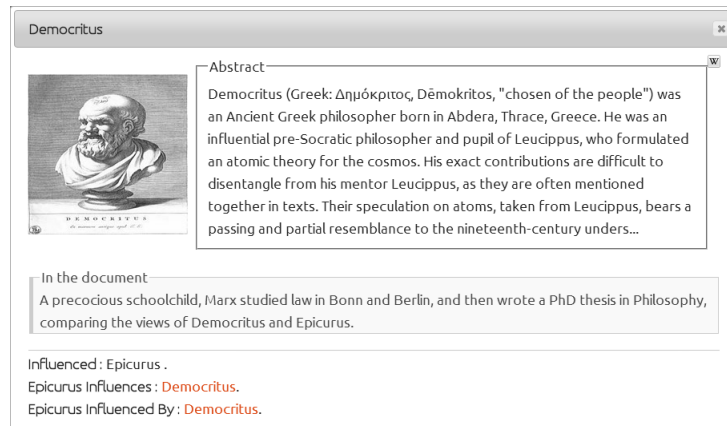 Democritus
Abstract
W
Democritus (Greek: Δημόκριτος, Dēmokritos, "chosen of the people") was
an Ancient Greek philosopher born in Abdera, Thrace, Greece. He was an
influential pre-Socratic philosopher and pupil of Leucippus, who formulated
an atomic theory for the cosmos. His exact contributions are difficult to
disentangle from his mentor Leucippus, as they are often mentioned
together in texts. Their speculation on atoms, taken from Leucippus, bears a
passing and partial resemblance to the nineteenth-century unders...
DEMOCRITUS
In the document
A precocious schoolchild, Marx studied law in Bonn and Berlin, and then wrote a PhD thesis in Philosophy,
comparing the views of Democritus and Epicurus.
Influenced : Epicurus .
Epicurus Influences : Democritus.
Epicurus Influenced By : Democritus.